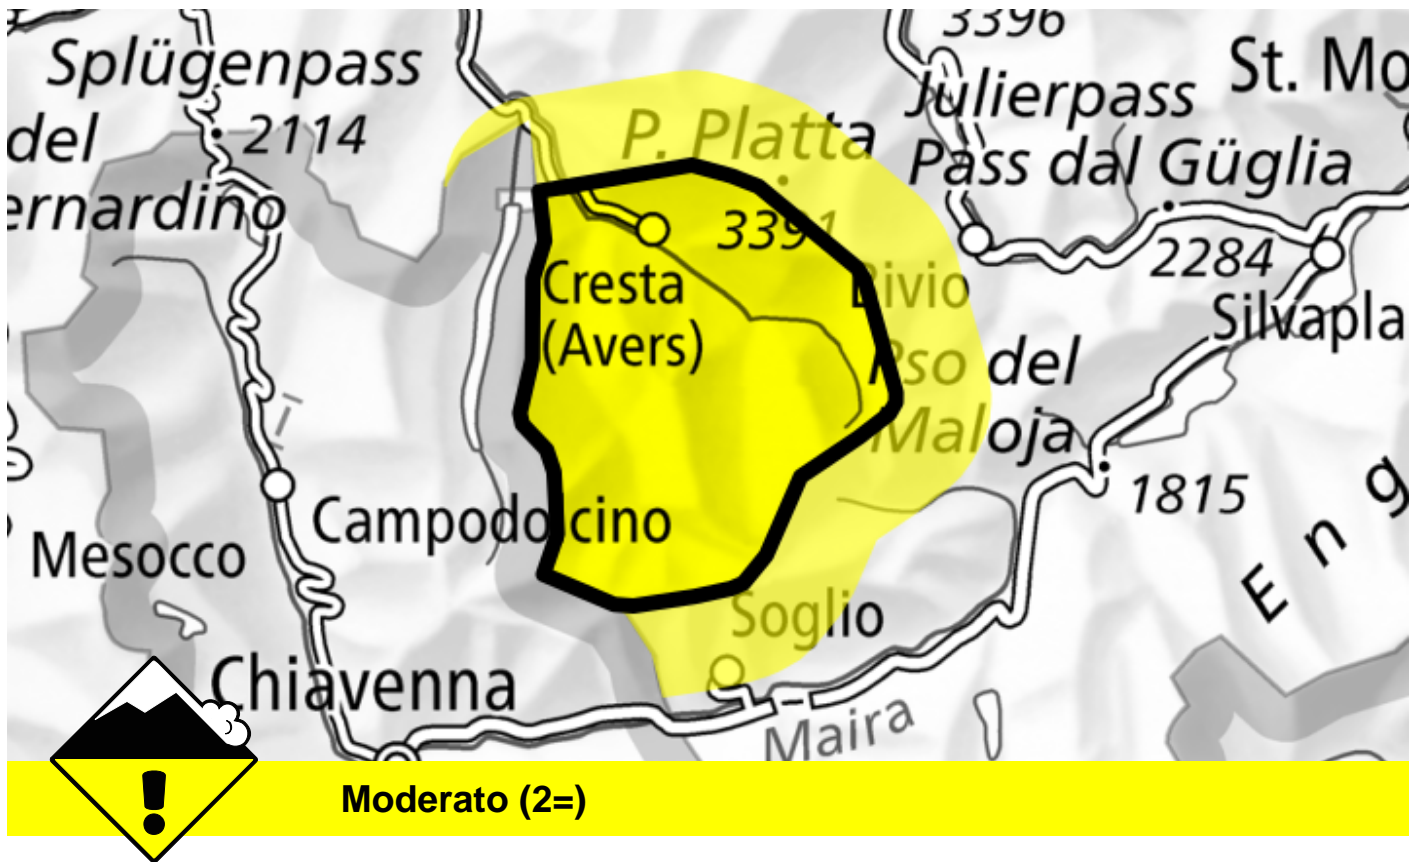 3396
Splügenpass
St. Mo
Julierpass
del
2114
P. Platta
Pass dal Güglia
ernardino
3391
2284
Cresta
(Avers)
Bivio
Silvapla
Pso del
Maloja
1815
Eng
Campodolcino
Mesocco
Soglio
Chiavenna
Maira
Moderato (2=)